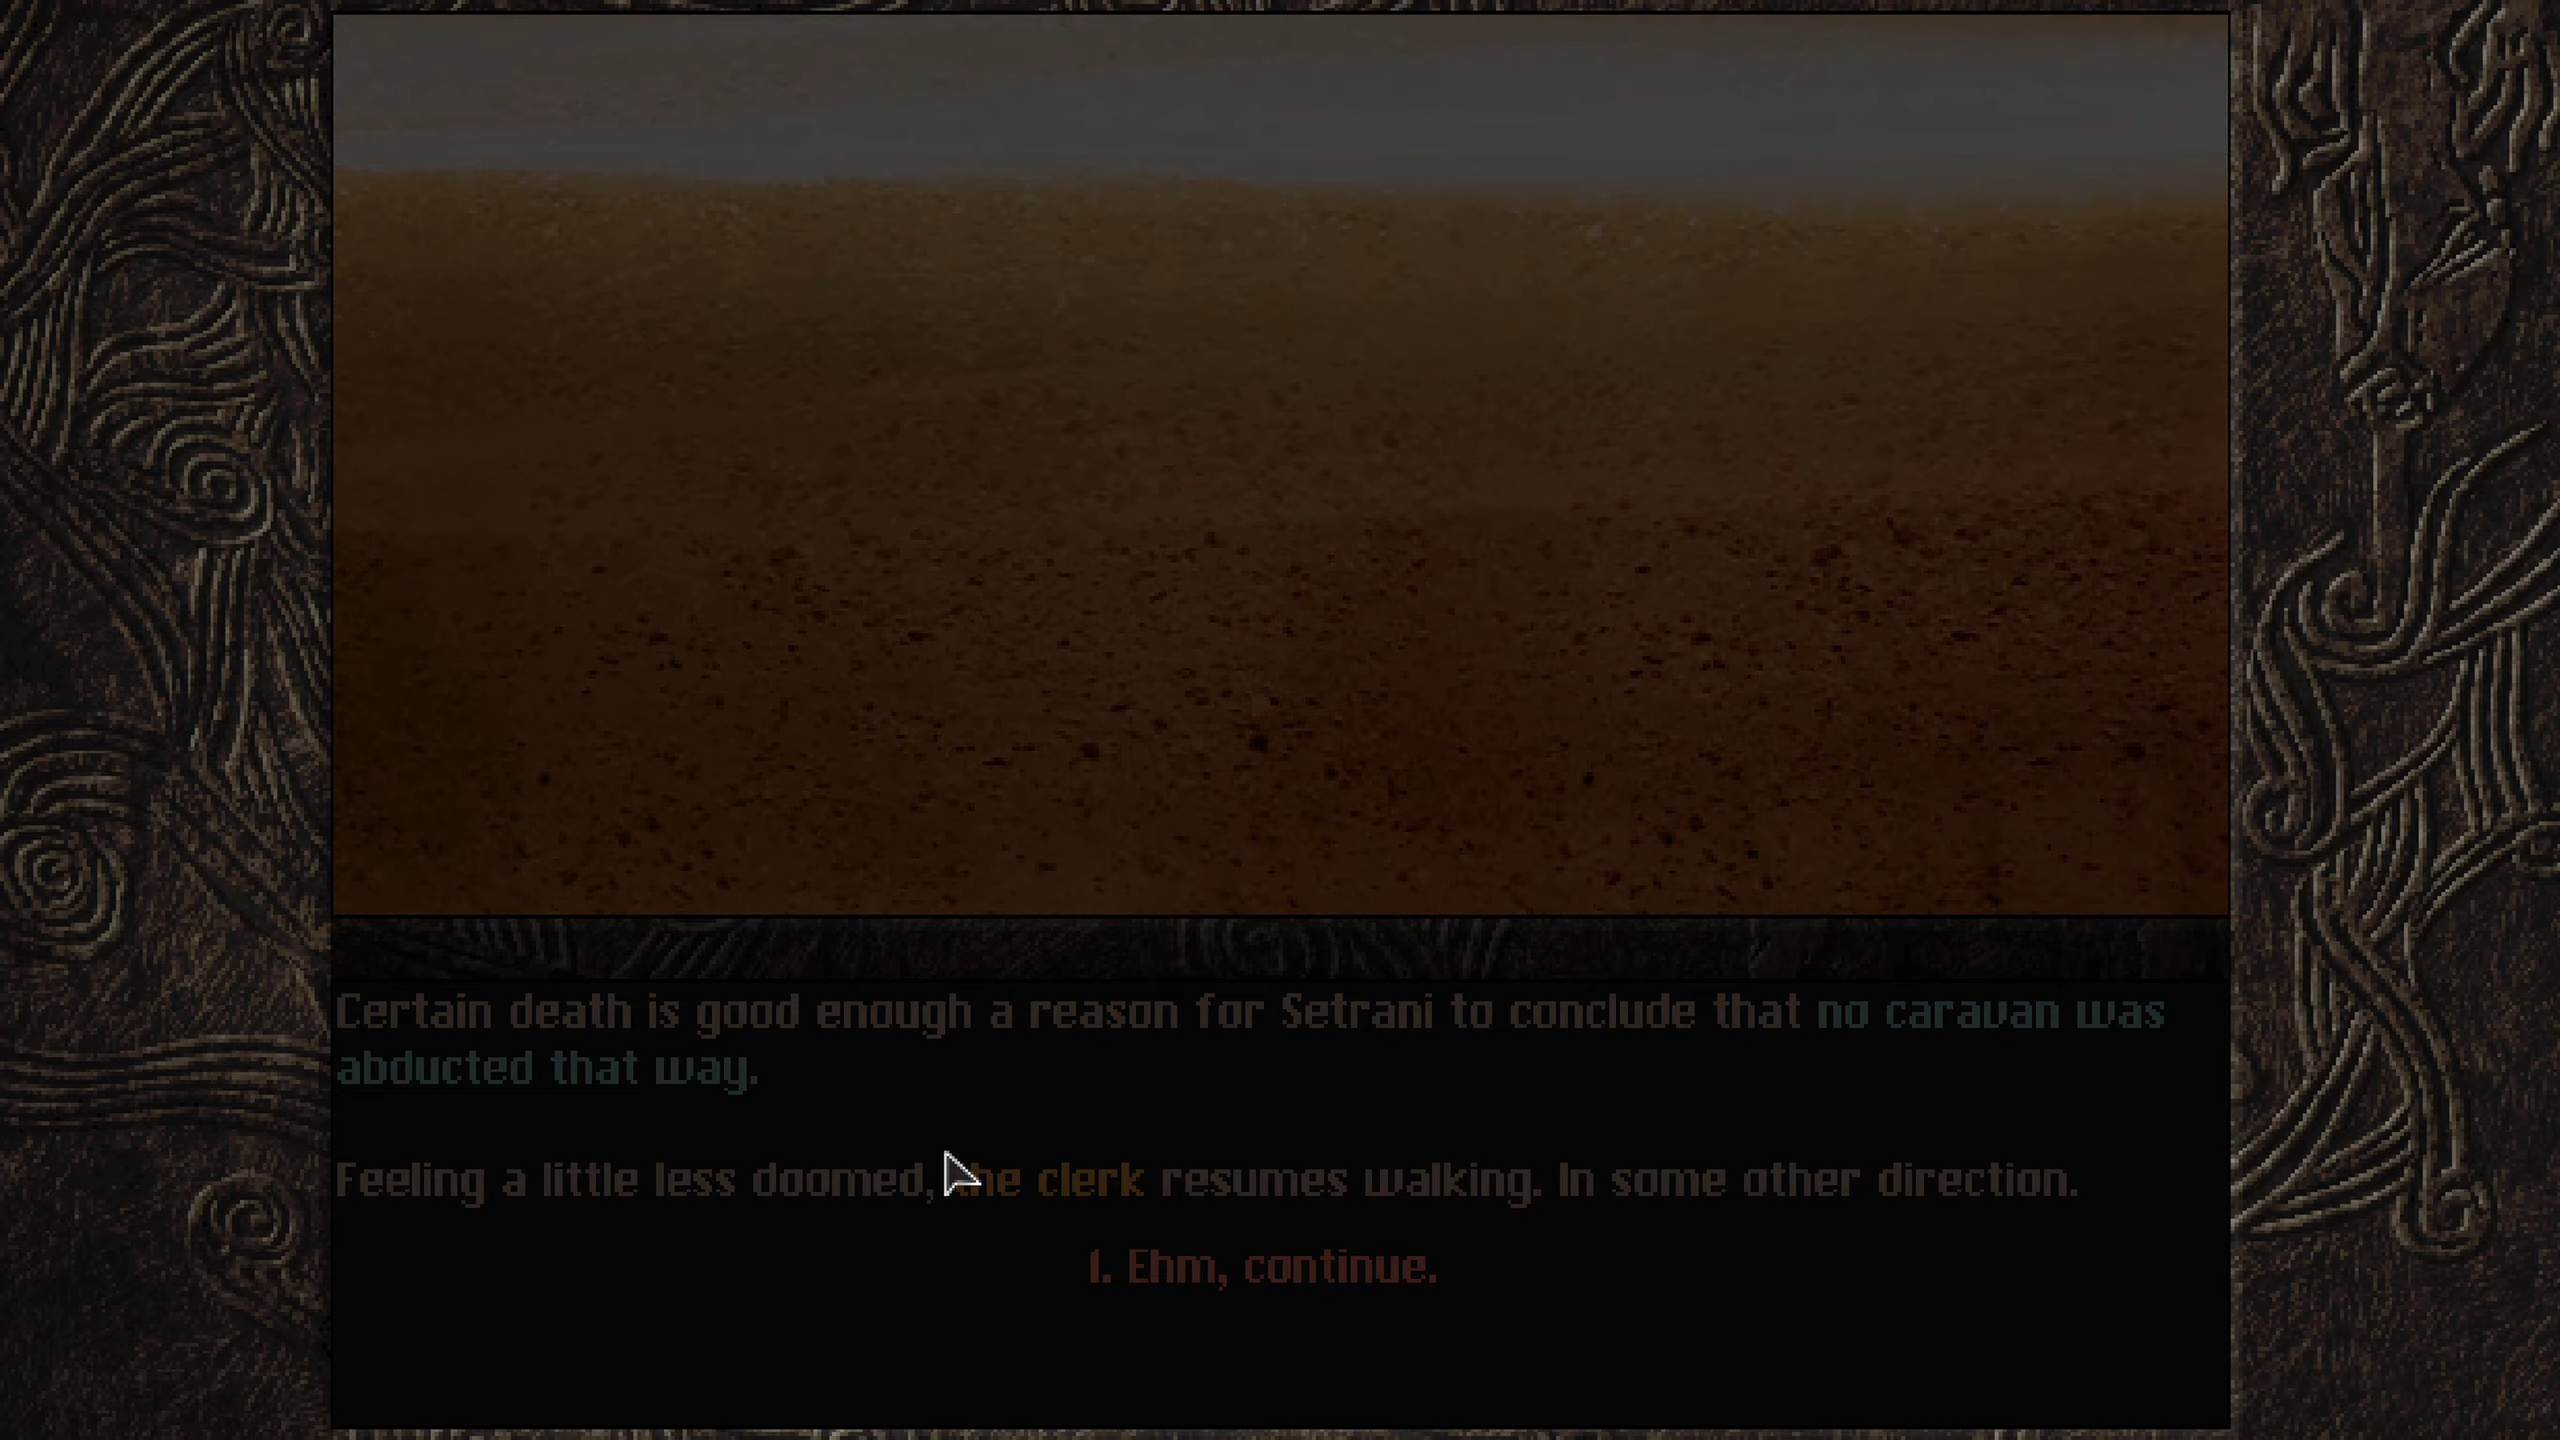 Certain death is good enough a reason for Setrani to conclude that no caravan was
abducted that way.
Feeling a little less doomed, the clerk resumes walking. In some other direction.
1. Ehm, continue.